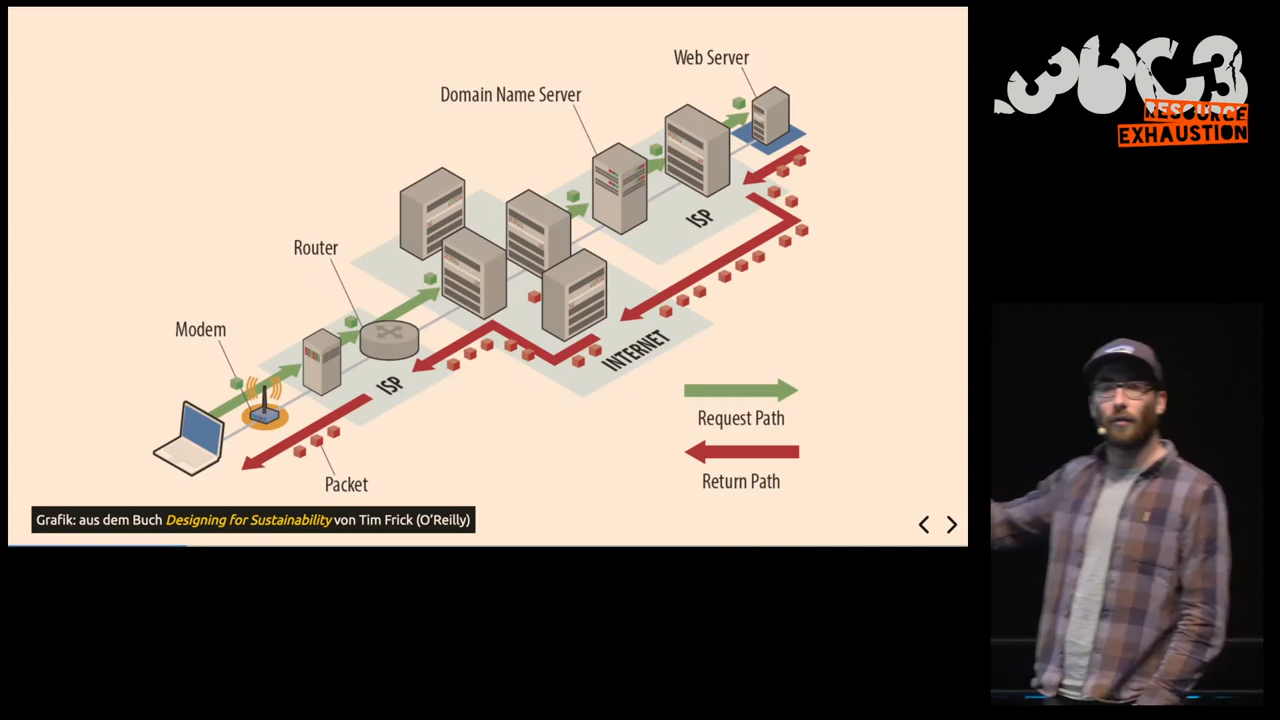 Web Server
Domain Name Server
Router
Modem
ISP
INTERNET
ISP
Request Path
Return Path
Packet
Grafik: aus dem Buch Designing for Sustainability von Tim Frick (O'Reilly)
36C3
RESOURCE
EXHAUSTION